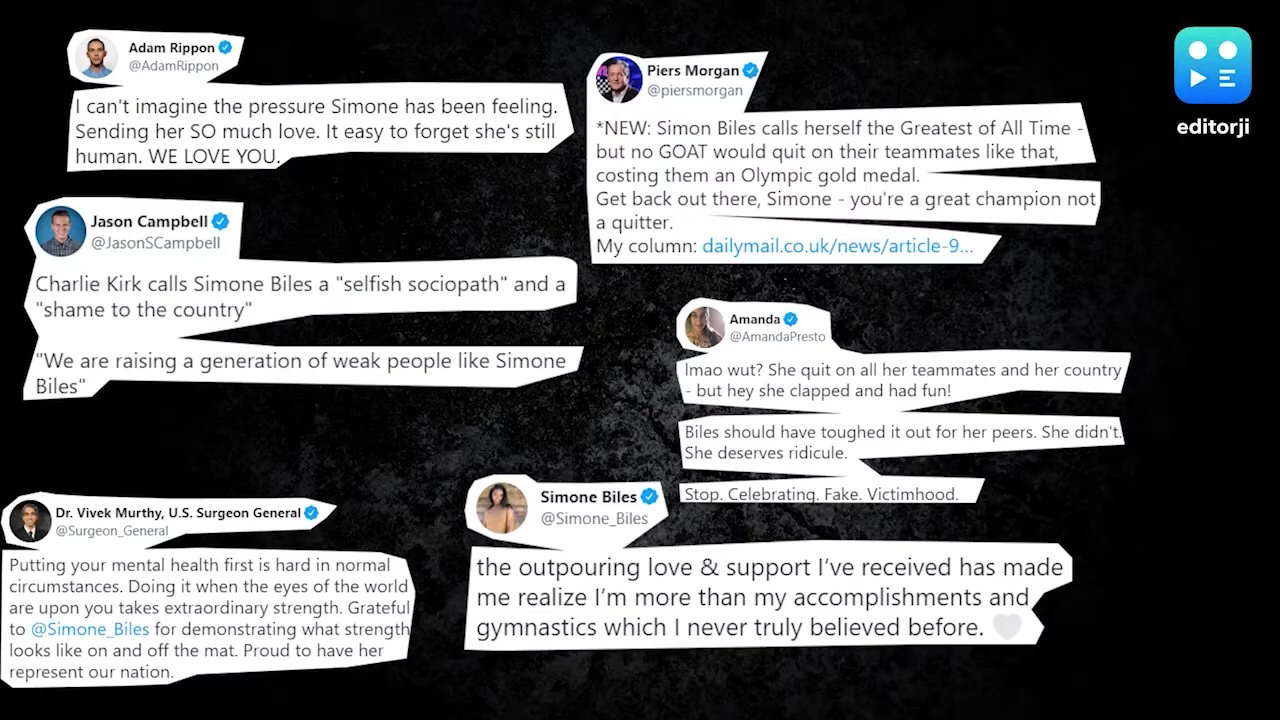 Adam Rippon
@AdamRippon
I can't imagine the pressure Simone has been feeling.
Sending her SO much love. It easy to forget she's still
human. WE LOVE YOU.
Jason Campbell
@JasonSCampbell
Charlie Kirk calls Simone Biles a "selfish sociopath" and a
"shame to the country"
"We are raising a generation of weak people like Simone
Biles"
Dr. Vivek Murthy, U.S. Surgeon General
@Surgeon_General
Putting your mental health first is hard in normal
circumstances. Doing it when the eyes of the world
are upon you takes extraordinary strength. Grateful
to @Simone_Biles for demonstrating what strength
looks like on and off the mat. Proud to have her
represent our nation.
Piers Morgan
@piersmorgan
*NEW: Simon Biles calls herself the Greatest of All Time -
but no GOAT would quit on their teammates like that,
costing them an Olympic gold medal.
Get back out there, Simone - you're a great champion not
a quitter.
My column: dailymail.co.uk/news/article-9...
Amanda
@AmandaPresto
lmao wut? She quit on all her teammates and her country
- but hey she clapped and had fun!
Biles should have toughed it out for her peers. She didn't.
She deserves ridicule.
Stop. Celebrating. Fake. Victimhood.
Simone Biles
@Simone_Biles
the outpouring love & support I've received has made
me realize I'm more than my accomplishments and
gymnastics which I never truly believed before. 🤍
editorji